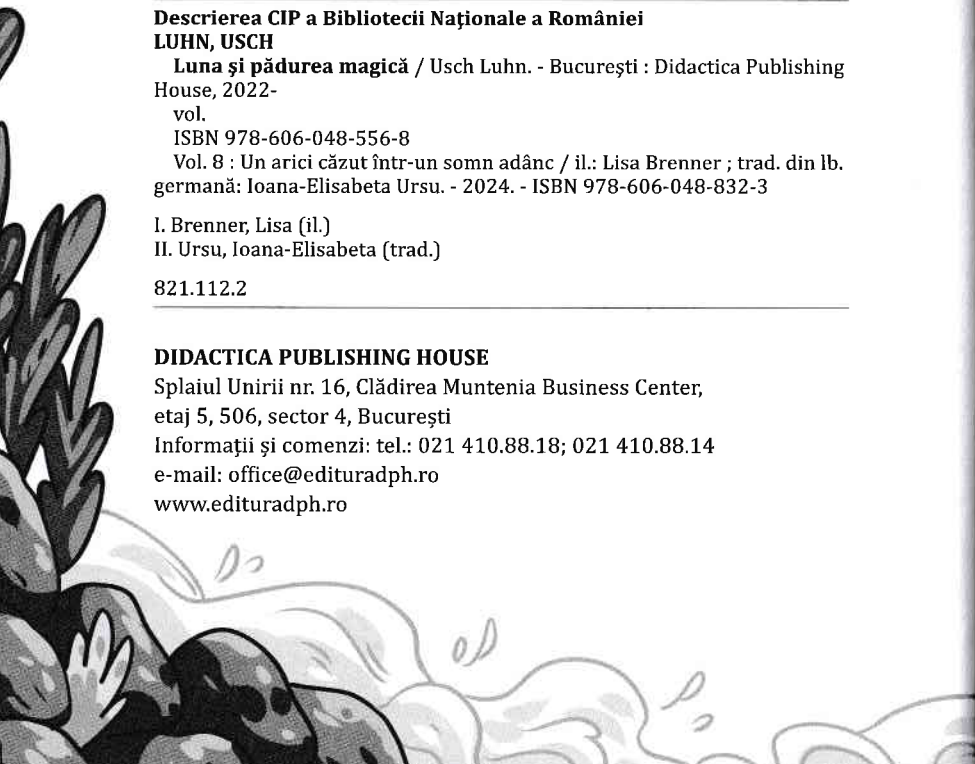 Descrierea CIP a Bibliotecii Naţionale a României
LUHN, USCH
Luna şi pădurea magică / Usch Luhn. - Bucureşti : Didactica Publishing
House, 2022-
vol.
ISBN 978-606-048-556-8
Vol. 8 : Un arici căzut într-un somn adânc / il.: Lisa Brenner ; trad. din lb.
germană: Ioana-Elisabeta Ursu. - 2024. - ISBN 978-606-048-832-3
I. Brenner, Lisa (il.)
II. Ursu, Ioana-Elisabeta (trad.)
821.112.2
DIDACTICA PUBLISHING HOUSE
Splaiul Unirii nr. 16, Clădirea Muntenia Business Center,
etaj 5, 506, sector 4, Bucureşti
Informaţii şi comenzi: tel.: 021 410.88.18; 021 410.88.14
e-mail: office@edituradph.ro
www.edituradph.ro